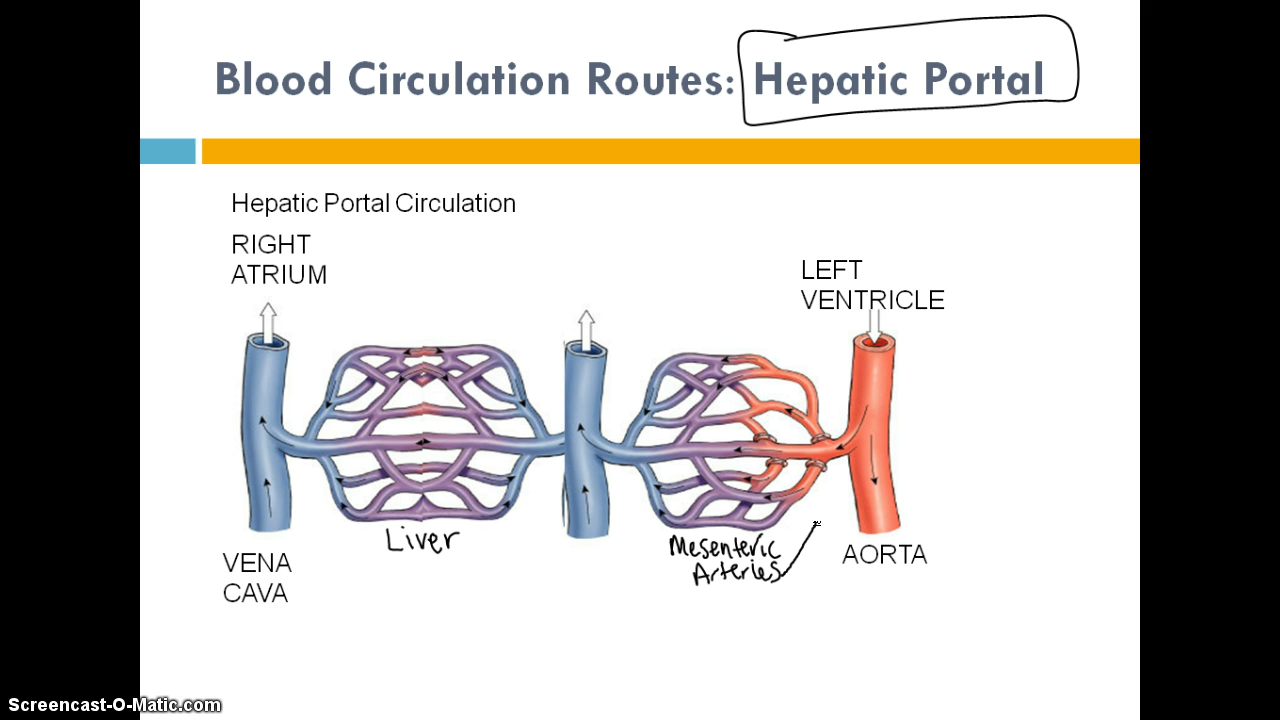 Blood Circulation Routes: Hepatic Portal
Hepatic Portal Circulation
RIGHT
ATRIUM
LEFT
VENTRICLE
Liver
Mesenteric
Arteries
AORTA
VENA
CAVA
Screencast-O-Matic.com